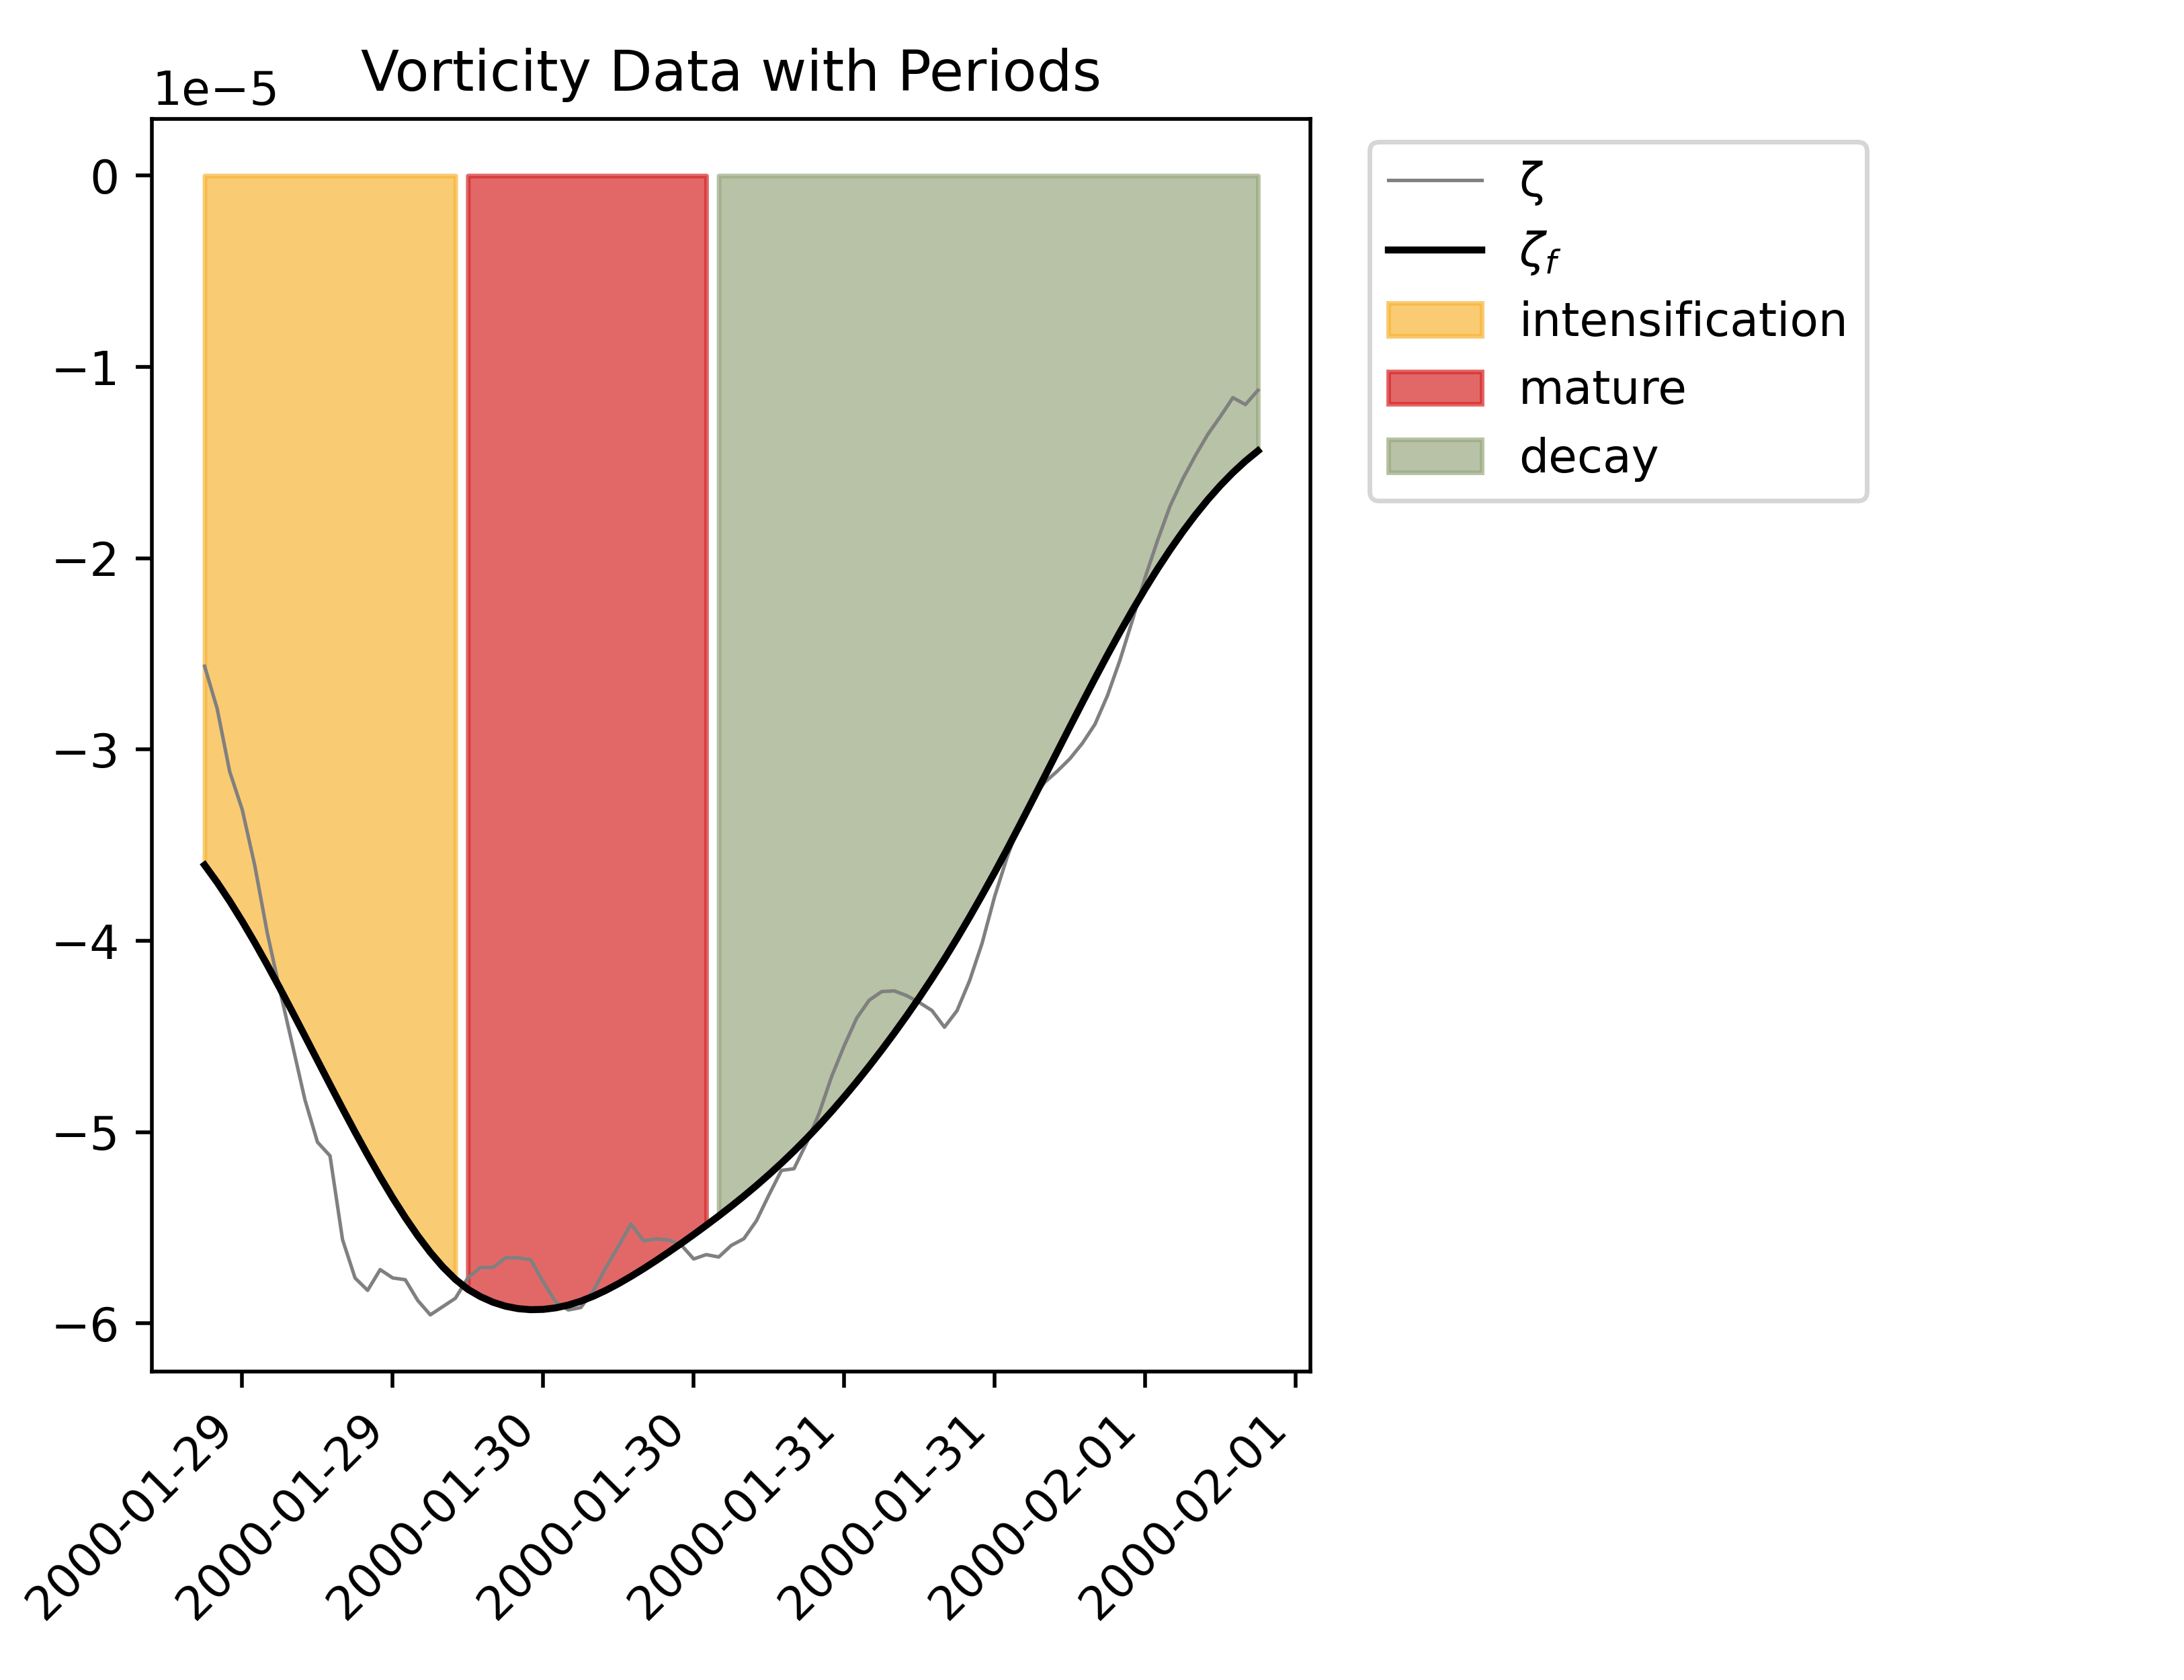 Vorticity Data with Periods
1e−5
0
−1
−2
−3
−4
−5
−6
2000-01-29
2000-01-29
2000-01-30
2000-01-30
2000-01-31
2000-01-31
2000-02-01
2000-02-01
ζ
ζf
intensification
mature
decay